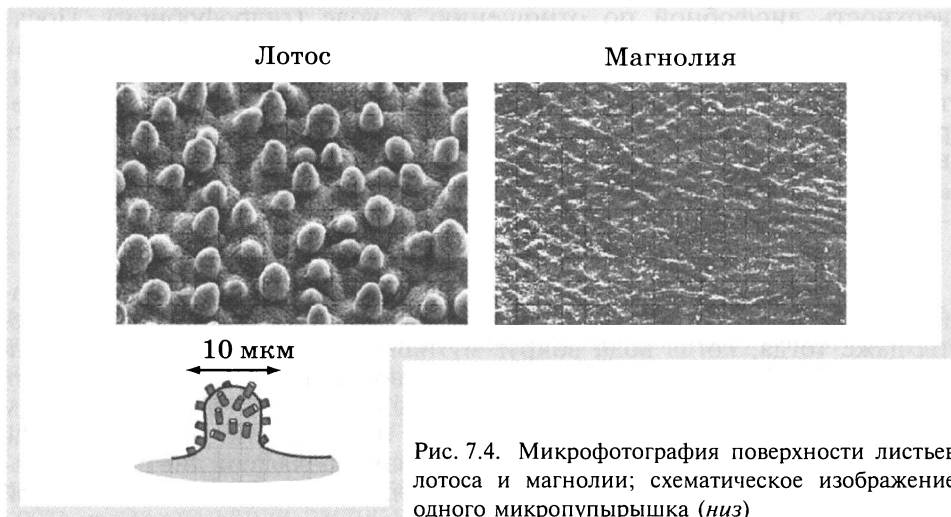 Лотос
Магнолия
10 мкм
Рис. 7.4. Микрофотография поверхности листьев
лотоса и магнолии; схематическое изображение
одного микропупырышка (низ)